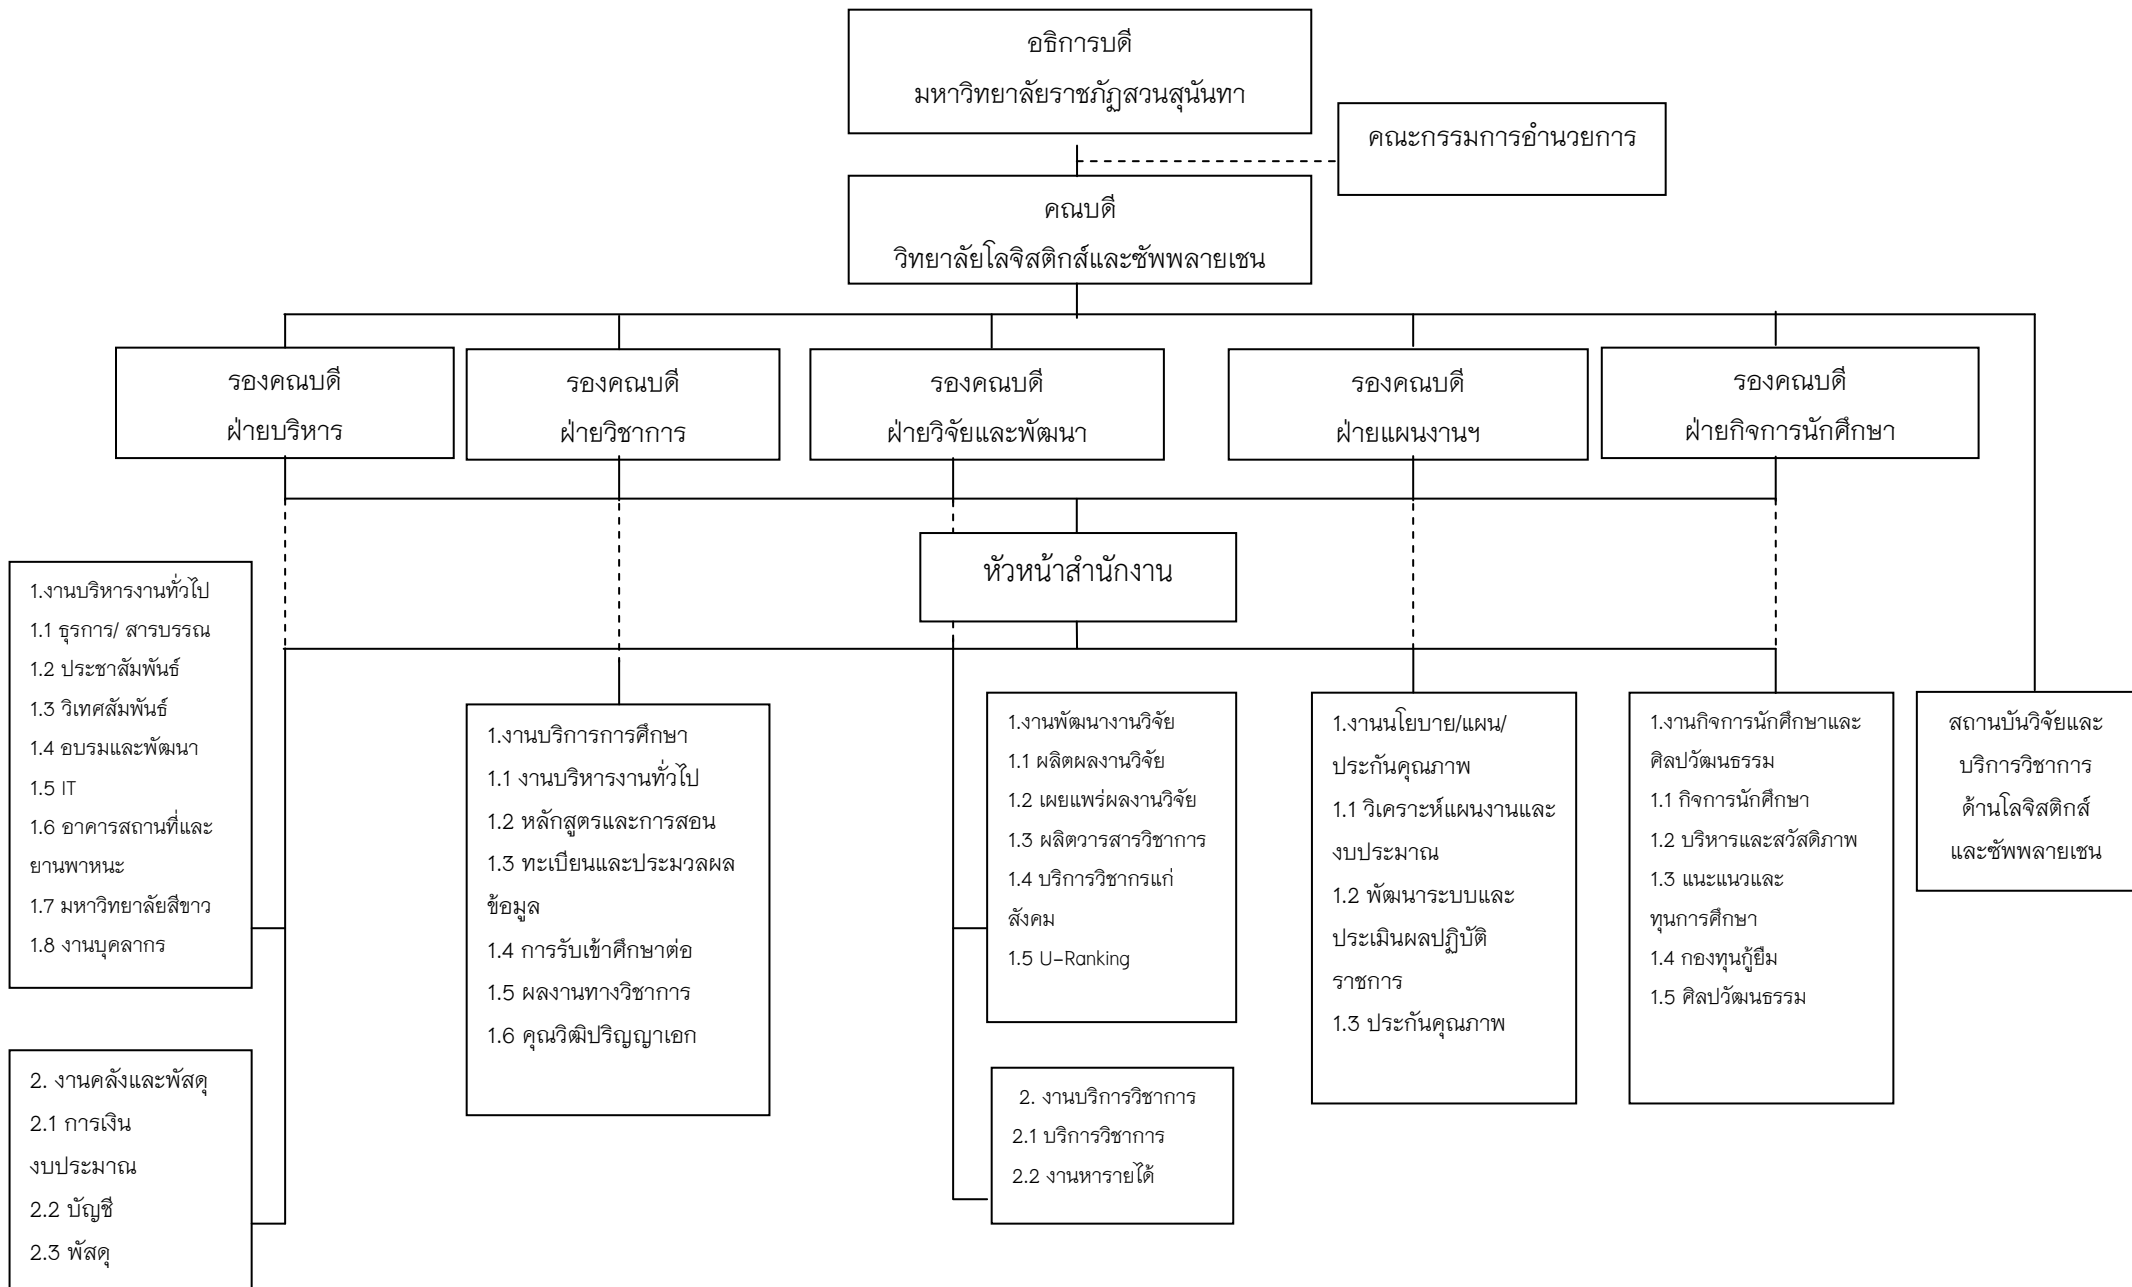 อธิการบดี
มหาวิทยาลัยราชภัฏสวนสุนันทา
คณะกรรมการอำนวยการ
คณบดี
วิทยาลัยโลจิสติกส์และซัพพลายเชน
รองคณบดี
ฝ่ายบริหาร
รองคณบดี
ฝ่ายวิชาการ
รองคณบดี
ฝ่ายวิจัยและพัฒนา
รองคณบดี
ฝ่ายแผนงานฯ
รองคณบดี
ฝ่ายกิจการนักศึกษา
หัวหน้าสำนักงาน
1.งานบริหารงานทั่วไป
1.1 ธุรการ/ สารบรรณ
1.2 ประชาสัมพันธ์
1.3 วิเทศสัมพันธ์
1.4 อบรมและพัฒนา
1.5 IT
1.6 อาคารสถานที่และ
ยานพาหนะ
1.7 มหาวิทยาลัยสีขาว
1.8 งานบุคลากร
2. งานคลังและพัสดุ
2.1 การเงิน
งบประมาณ
2.2 บัญชี
2.3 พัสดุ
1.งานบริการการศึกษา
1.1 งานบริหารงานทั่วไป
1.2 หลักสูตรและการสอน
1.3 ทะเบียนและประมวลผล
ข้อมูล
1.4 การรับเข้าศึกษาต่อ
1.5 ผลงานทางวิชาการ
1.6 คุณวิฒิปริญญาเอก
1.งานพัฒนางานวิจัย
1.1 ผลิตผลงานวิจัย
1.2 เผยแพร่ผลงานวิจัย
1.3 ผลิตวารสารวิชาการ
1.4 บริการวิชากรแก่
สังคม
1.5 U-Ranking
2. งานบริการวิชาการ
2.1 บริการวิชาการ
2.2 งานหารายได้
1.งานนโยบาย/แผน/
ประกันคุณภาพ
1.1 วิเคราะห์แผนงานและ
งบประมาณ
1.2 พัฒนาระบบและ
ประเมินผลปฏิบัติ
ราชการ
1.3 ประกันคุณภาพ
1.งานกิจการนักศึกษาและ
ศิลปวัฒนธรรม
1.1 กิจการนักศึกษา
1.2 บริหารและสวัสดิภาพ
1.3 แนะแนวและ
ทุนการศึกษา
1.4 กองทุนกู้ยืม
1.5 ศิลปวัฒนธรรม
สถาบันวิจัยและ
บริการวิชาการ
ด้านโลจิสติกส์
และซัพพลายเชน